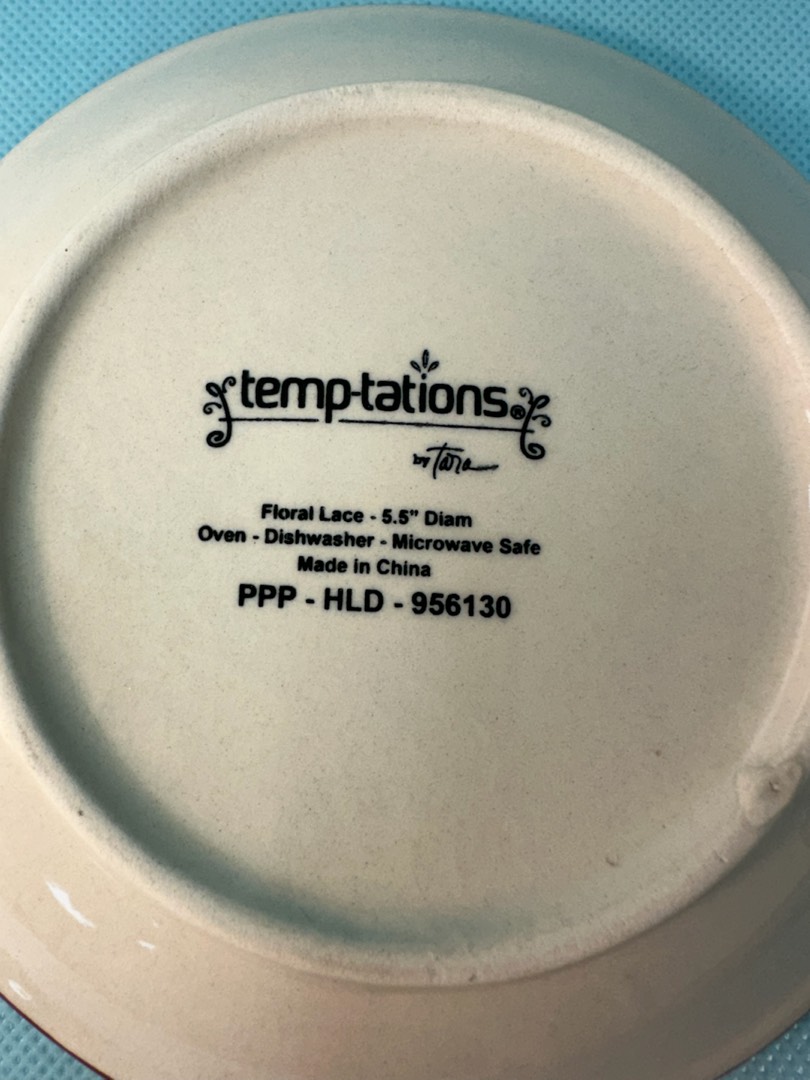 temp-tations®
by Tara
Floral Lace - 5.5" Diam
Oven - Dishwasher - Microwave Safe
Made in China
PPP - HLD - 956130